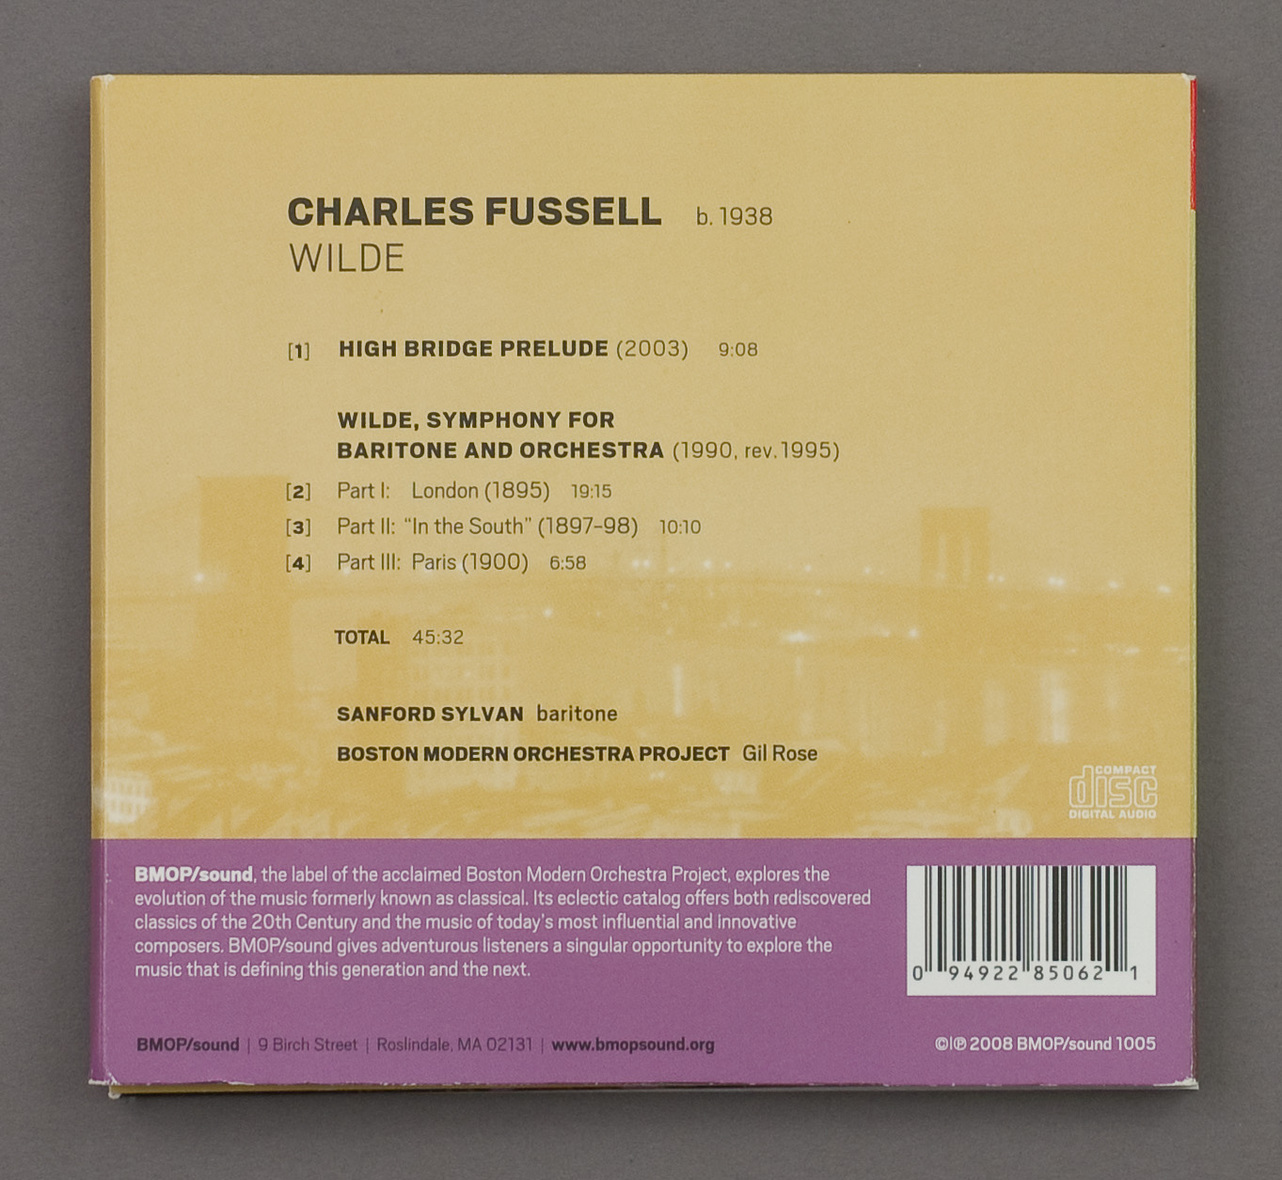 CHARLES FUSSELL b. 1938
WILDE
[1] HIGH BRIDGE PRELUDE (2003) 9:08
WILDE, SYMPHONY FOR
BARITONE AND ORCHESTRA (1990, rev. 1995)
[2] Part I: London (1895) 19:15
[3] Part II: “In the South” (1897–98) 10:10
[4] Part III: Paris (1900) 6:58
TOTAL 45:32
SANFORD SYLVAN baritone
BOSTON MODERN ORCHESTRA PROJECT Gil Rose
COMPACT
disc
DIGITAL AUDIO
BMOP/sound, the label of the acclaimed Boston Modern Orchestra Project, explores the
evolution of the music formerly known as classical. Its eclectic catalog offers both rediscovered
classics of the 20th Century and the music of today's most influential and innovative
composers. BMOP/sound gives adventurous listeners a singular opportunity to explore the
music that is defining this generation and the next.
0 94922 85062 1
BMOP/sound | 9 Birch Street | Roslindale, MA 02131 | www.bmopsound.org
©|℗ 2008 BMOP/sound 1005